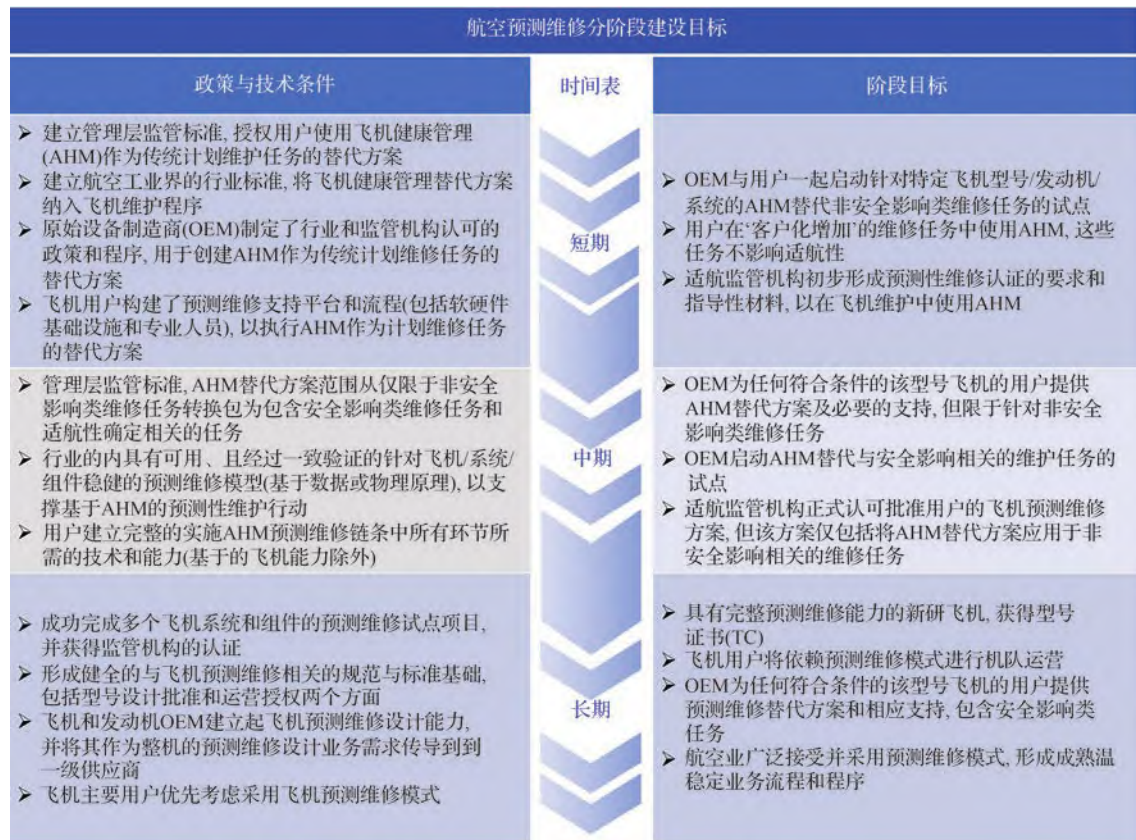 航空预测维修分阶段建设目标
政策与技术条件
时间表
阶段目标
➢ 建立管理层监管标准, 授权用户使用飞机健康管理
(AHM)作为传统计划维护任务的替代方案
➢ 建立航空工业界的行业标准, 将飞机健康管理替代方案
纳入飞机维护程序
➢ 原始设备制造商(OEM)制定了行业和监管机构认可的
政策和程序, 用于创建AHM作为传统计划维修任务的
替代方案
➢ 飞机用户构建了预测维修支持平台和流程(包括软硬件
基础设施和专业人员), 以执行AHM作为计划维修任务
的替代方案
短期
➢ OEM与用户一起启动针对特定飞机型号/发动机/
系统的AHM替代非安全影响类维修任务的试点
➢ 用户在‘客户化增加’的维修任务中使用AHM, 这些
任务不影响适航性
➢ 适航监管机构初步形成预测性维修认证的要求和
指导性材料, 以在飞机维护中使用AHM
➢ 管理层监管标准, AHM替代方案范围从仅限于非安全
影响类维修任务转换包为包含安全影响类维修任务和
适航性确定相关的任务
➢ 行业的内具有可用、且经过一致验证的针对飞机/系统/
组件稳健的预测维修模型(基于数据或物理原理), 以支
撑基于AHM的预测性维护行动
➢ 用户建立完整的实施AHM预测维修链条中所有环节所
需的技术和能力(基于的飞机能力除外)
中期
➢ OEM为任何符合条件的该型号飞机的用户提供
AHM替代方案及必要的支持, 但限于针对非安全
影响类维修任务
➢ OEM启动AHM替代与安全影响相关的维护任务的
试点
➢ 适航监管机构正式认可批准用户的飞机预测维修
方案, 但该方案仅包括将AHM替代方案应用于非
安全影响相关的维修任务
➢ 成功完成多个飞机系统和组件的预测维修试点项目,
并获得监管机构的认证
➢ 形成健全的与飞机预测维修相关的规范与标准基础,
包括型号设计批准和运营授权两个方面
➢ 飞机和发动机OEM建立起飞机预测维修设计能力,
并将其作为整机的预测维修设计业务需求传导到到
一级供应商
➢ 飞机主要用户优先考虑采用飞机预测维修模式
长期
➢ 具有完整预测维修能力的新研飞机, 获得型号
证书(TC)
➢ 飞机用户将依赖预测维修模式进行机队运营
➢ OEM为任何符合条件的该型号飞机的用户提供
预测维修替代方案和相应支持, 包含安全影响类
任务
➢ 航空业广泛接受并采用预测维修模式, 形成成熟温
稳定业务流程和程序